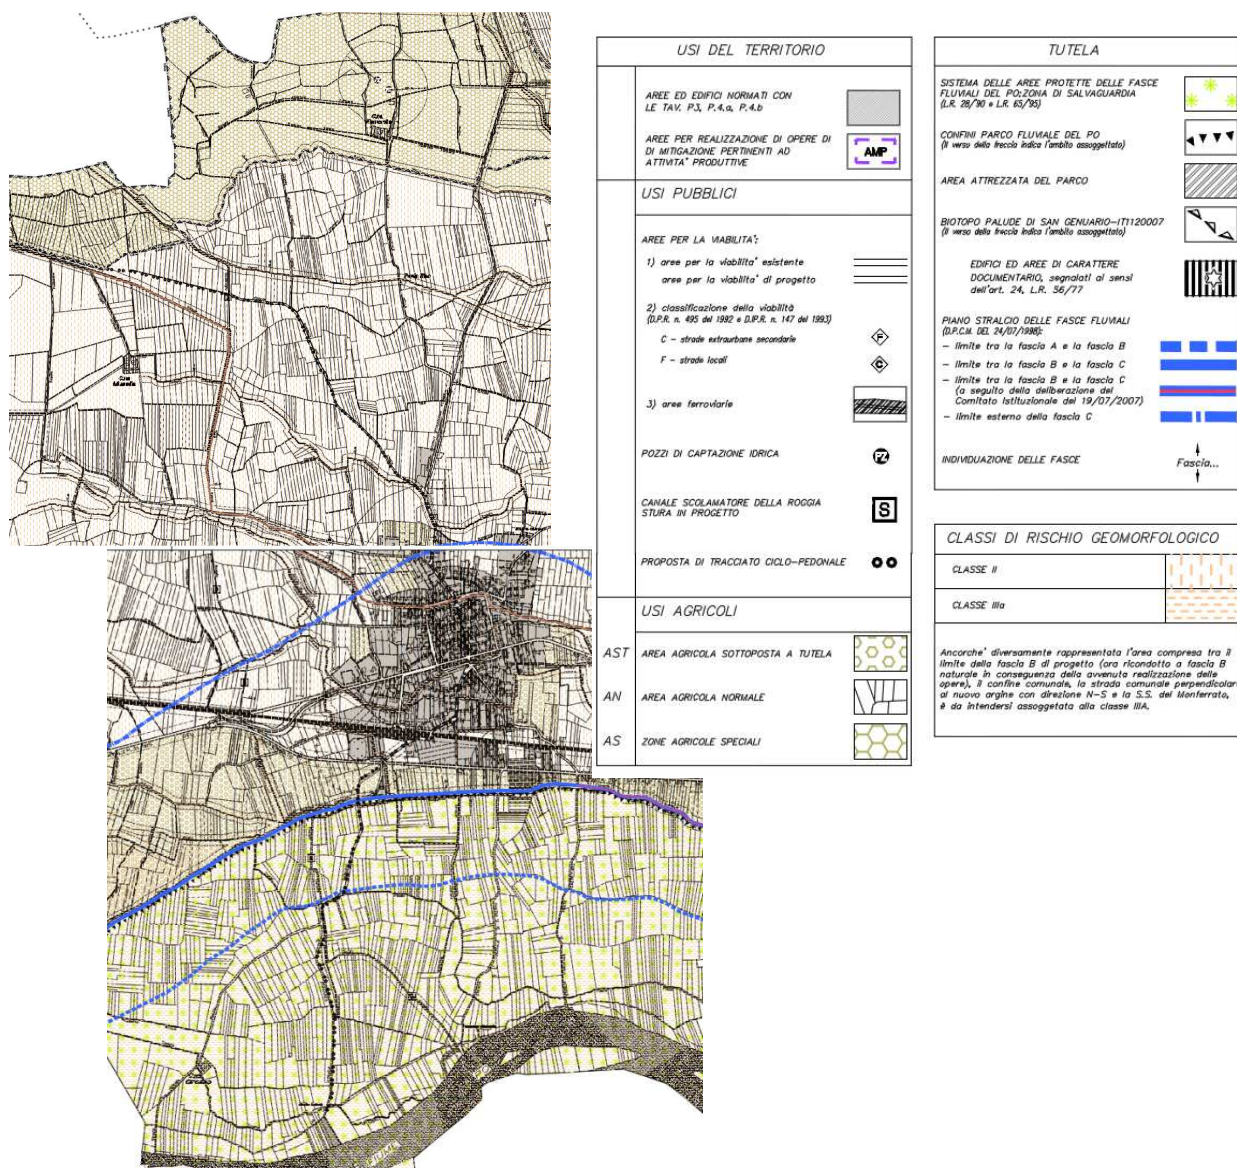 USI DEL TERRITORIO
AREE ED EDIFICI NORMATI CON
LE TAV. P3, P.4.a, P.4.b
AREE PER REALIZZAZIONE DI OPERE DI
DI MITIGAZIONE PERTINENTI AD
ATTIVITA' PRODUTTIVE
AMP
USI PUBBLICI
AREE PER LA VIABILITA':
1) aree per la viabilita' esistente
aree per la viabilita' di progetto
2) classificazione della viabilità
(D.P.R. n. 495 del 1992 e D.P.R. n. 147 del 1993)
C - strade extraurbane secondarie
F
F - strade locali
C
3) aree ferroviarie
POZZI DI CAPTAZIONE IDRICA
PZ
CANALE SCOLMATORE DELLA ROGGIA
STURA IN PROGETTO
S
PROPOSTA DI TRACCIATO CICLO-PEDONALE
USI AGRICOLI
AST
AREA AGRICOLA SOTTOPOSTA A TUTELA
AN
AREA AGRICOLA NORMALE
AS
ZONE AGRICOLE SPECIALI
TUTELA
SISTEMA DELLE AREE PROTETTE DELLE FASCE
FLUVIALI DEL PO:ZONA DI SALVAGUARDIA
(L.R. 28/90 e L.R. 65/95)
CONFINI PARCO FLUVIALE DEL PO
(il verso della freccia indica l'ambito assoggettato)
AREA ATTREZZATA DEL PARCO
BIOTOPO PALUDE DI SAN GENUARIO-IT1120007
(il verso della freccia indica l'ambito assoggettato)
EDIFICI ED AREE DI CARATTERE
DOCUMENTARIO, segnalati ai sensi
dell'art. 24, L.R. 56/77
PIANO STRALCIO DELLE FASCE FLUVIALI
(D.P.C.M. DEL 24/07/1998):
- limite tra la fascia A e la fascia B
- limite tra la fascia B e la fascia C
- limite tra la fascia B e la fascia C
(a seguito della deliberazione del
Comitato Istituzionale del 19/07/2007)
- limite esterno della fascia C
INDIVIDUAZIONE DELLE FASCE
Fascia...
CLASSI DI RISCHIO GEOMORFOLOGICO
CLASSE II
CLASSE IIIa
Ancorche' diversamente rappresentata l'area compresa tra il
limite della fascia B di progetto (ora ricondotto a fascia B
naturale in conseguenza della avvenuta realizzazione delle
opere), il confine comunale, la strada comunale perpendicolare
al nuovo argine con direzione N-S e la S.S. del Monferrato,
è da intendersi assoggetata alla classe IIIA.